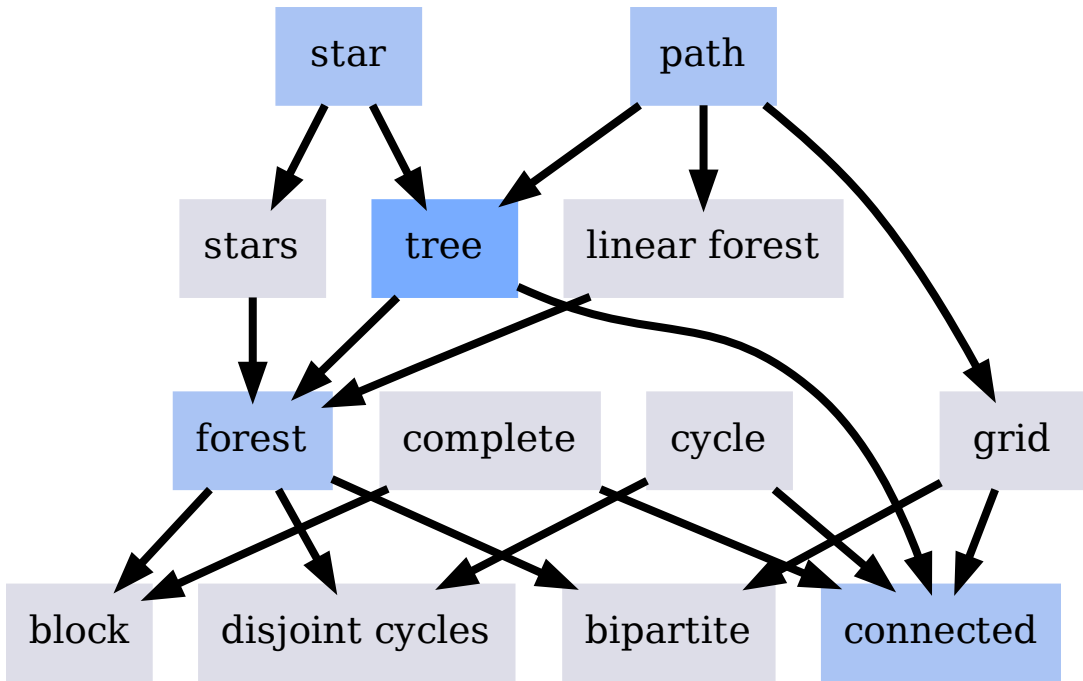 star
path
stars
tree
linear forest
forest
complete
cycle
grid
block
disjoint cycles
bipartite
connected